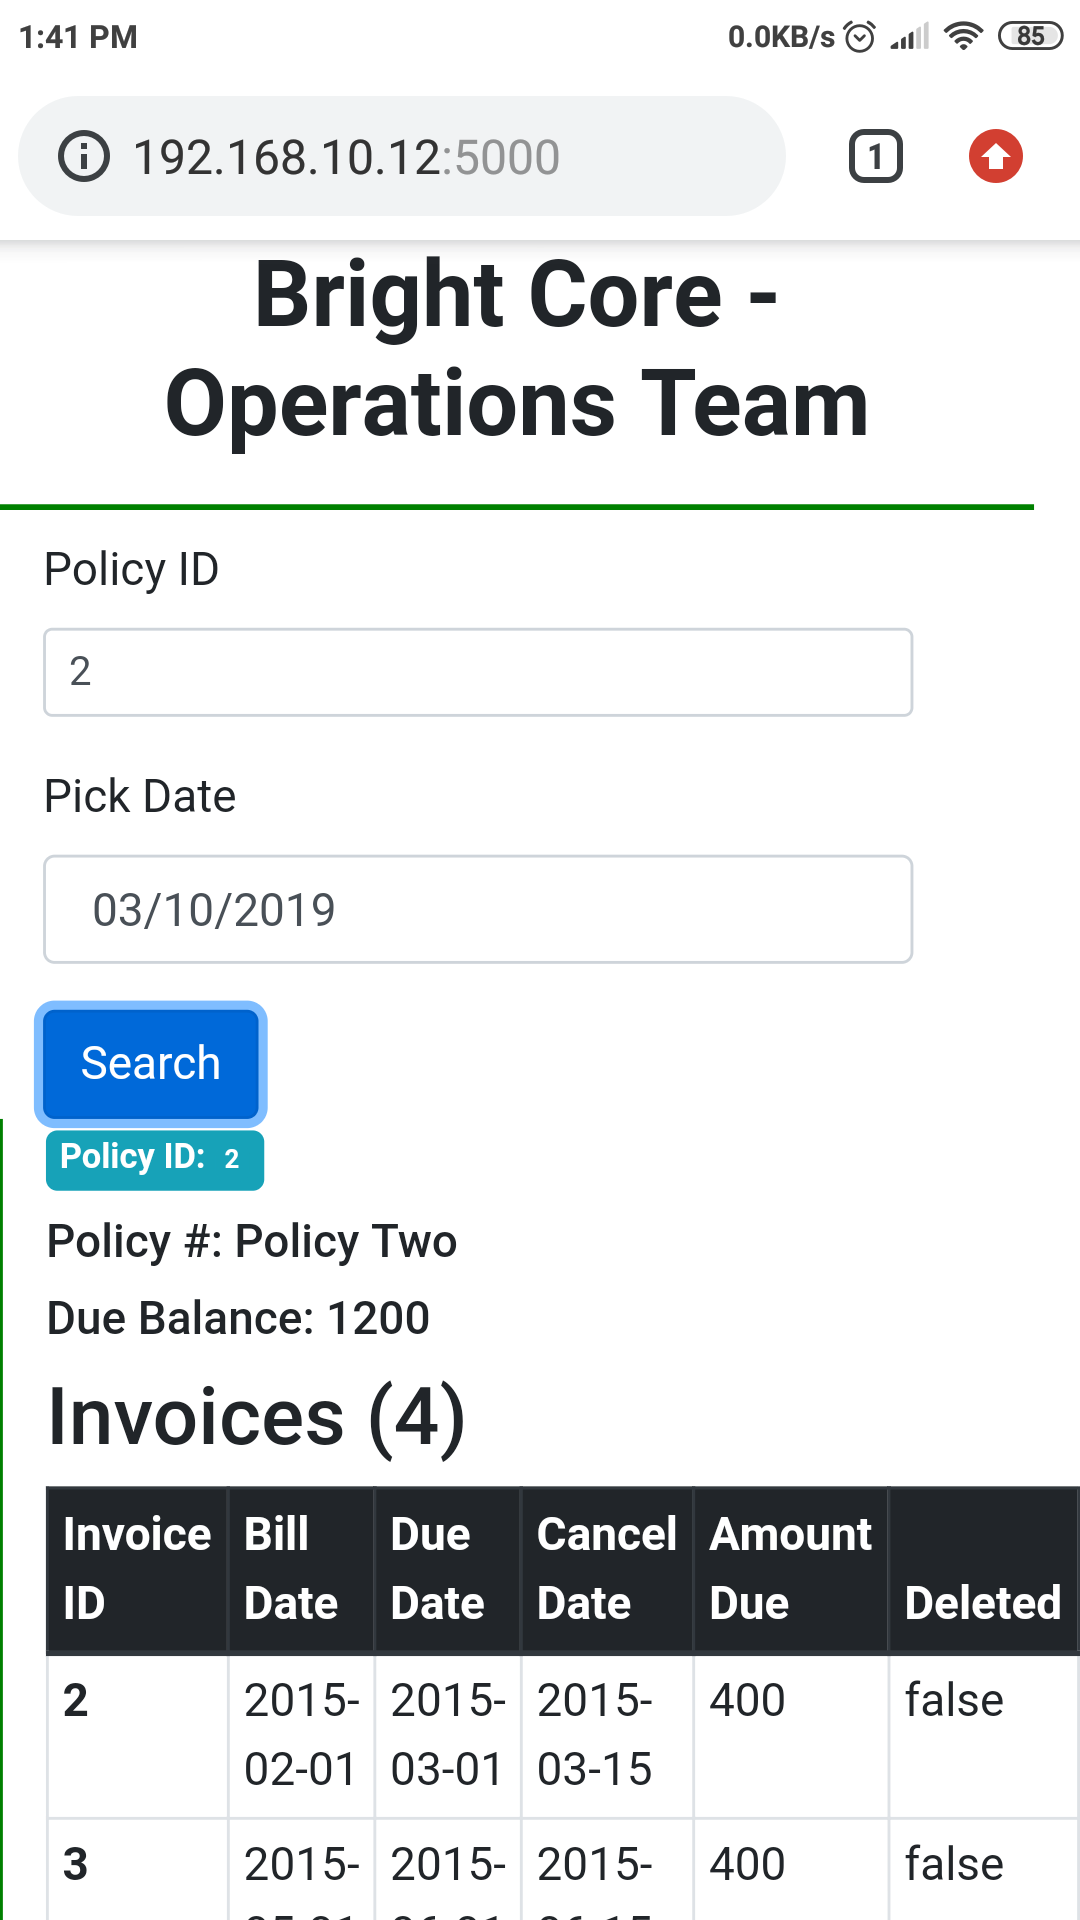 1:41 PM 0.0KB/s 85
192.168.10.12:5000 1
Bright Core -
Operations Team
Policy ID
2
Pick Date
03/10/2019
Search
Policy ID: 2
Policy #: Policy Two
Due Balance: 1200
Invoices (4)
Invoice Bill Due Cancel Amount
ID Date Date Date Due Deleted
2 2015- 2015- 2015- 400 false
02-01 03-01 03-15
3 2015- 2015- 2015- 400 false